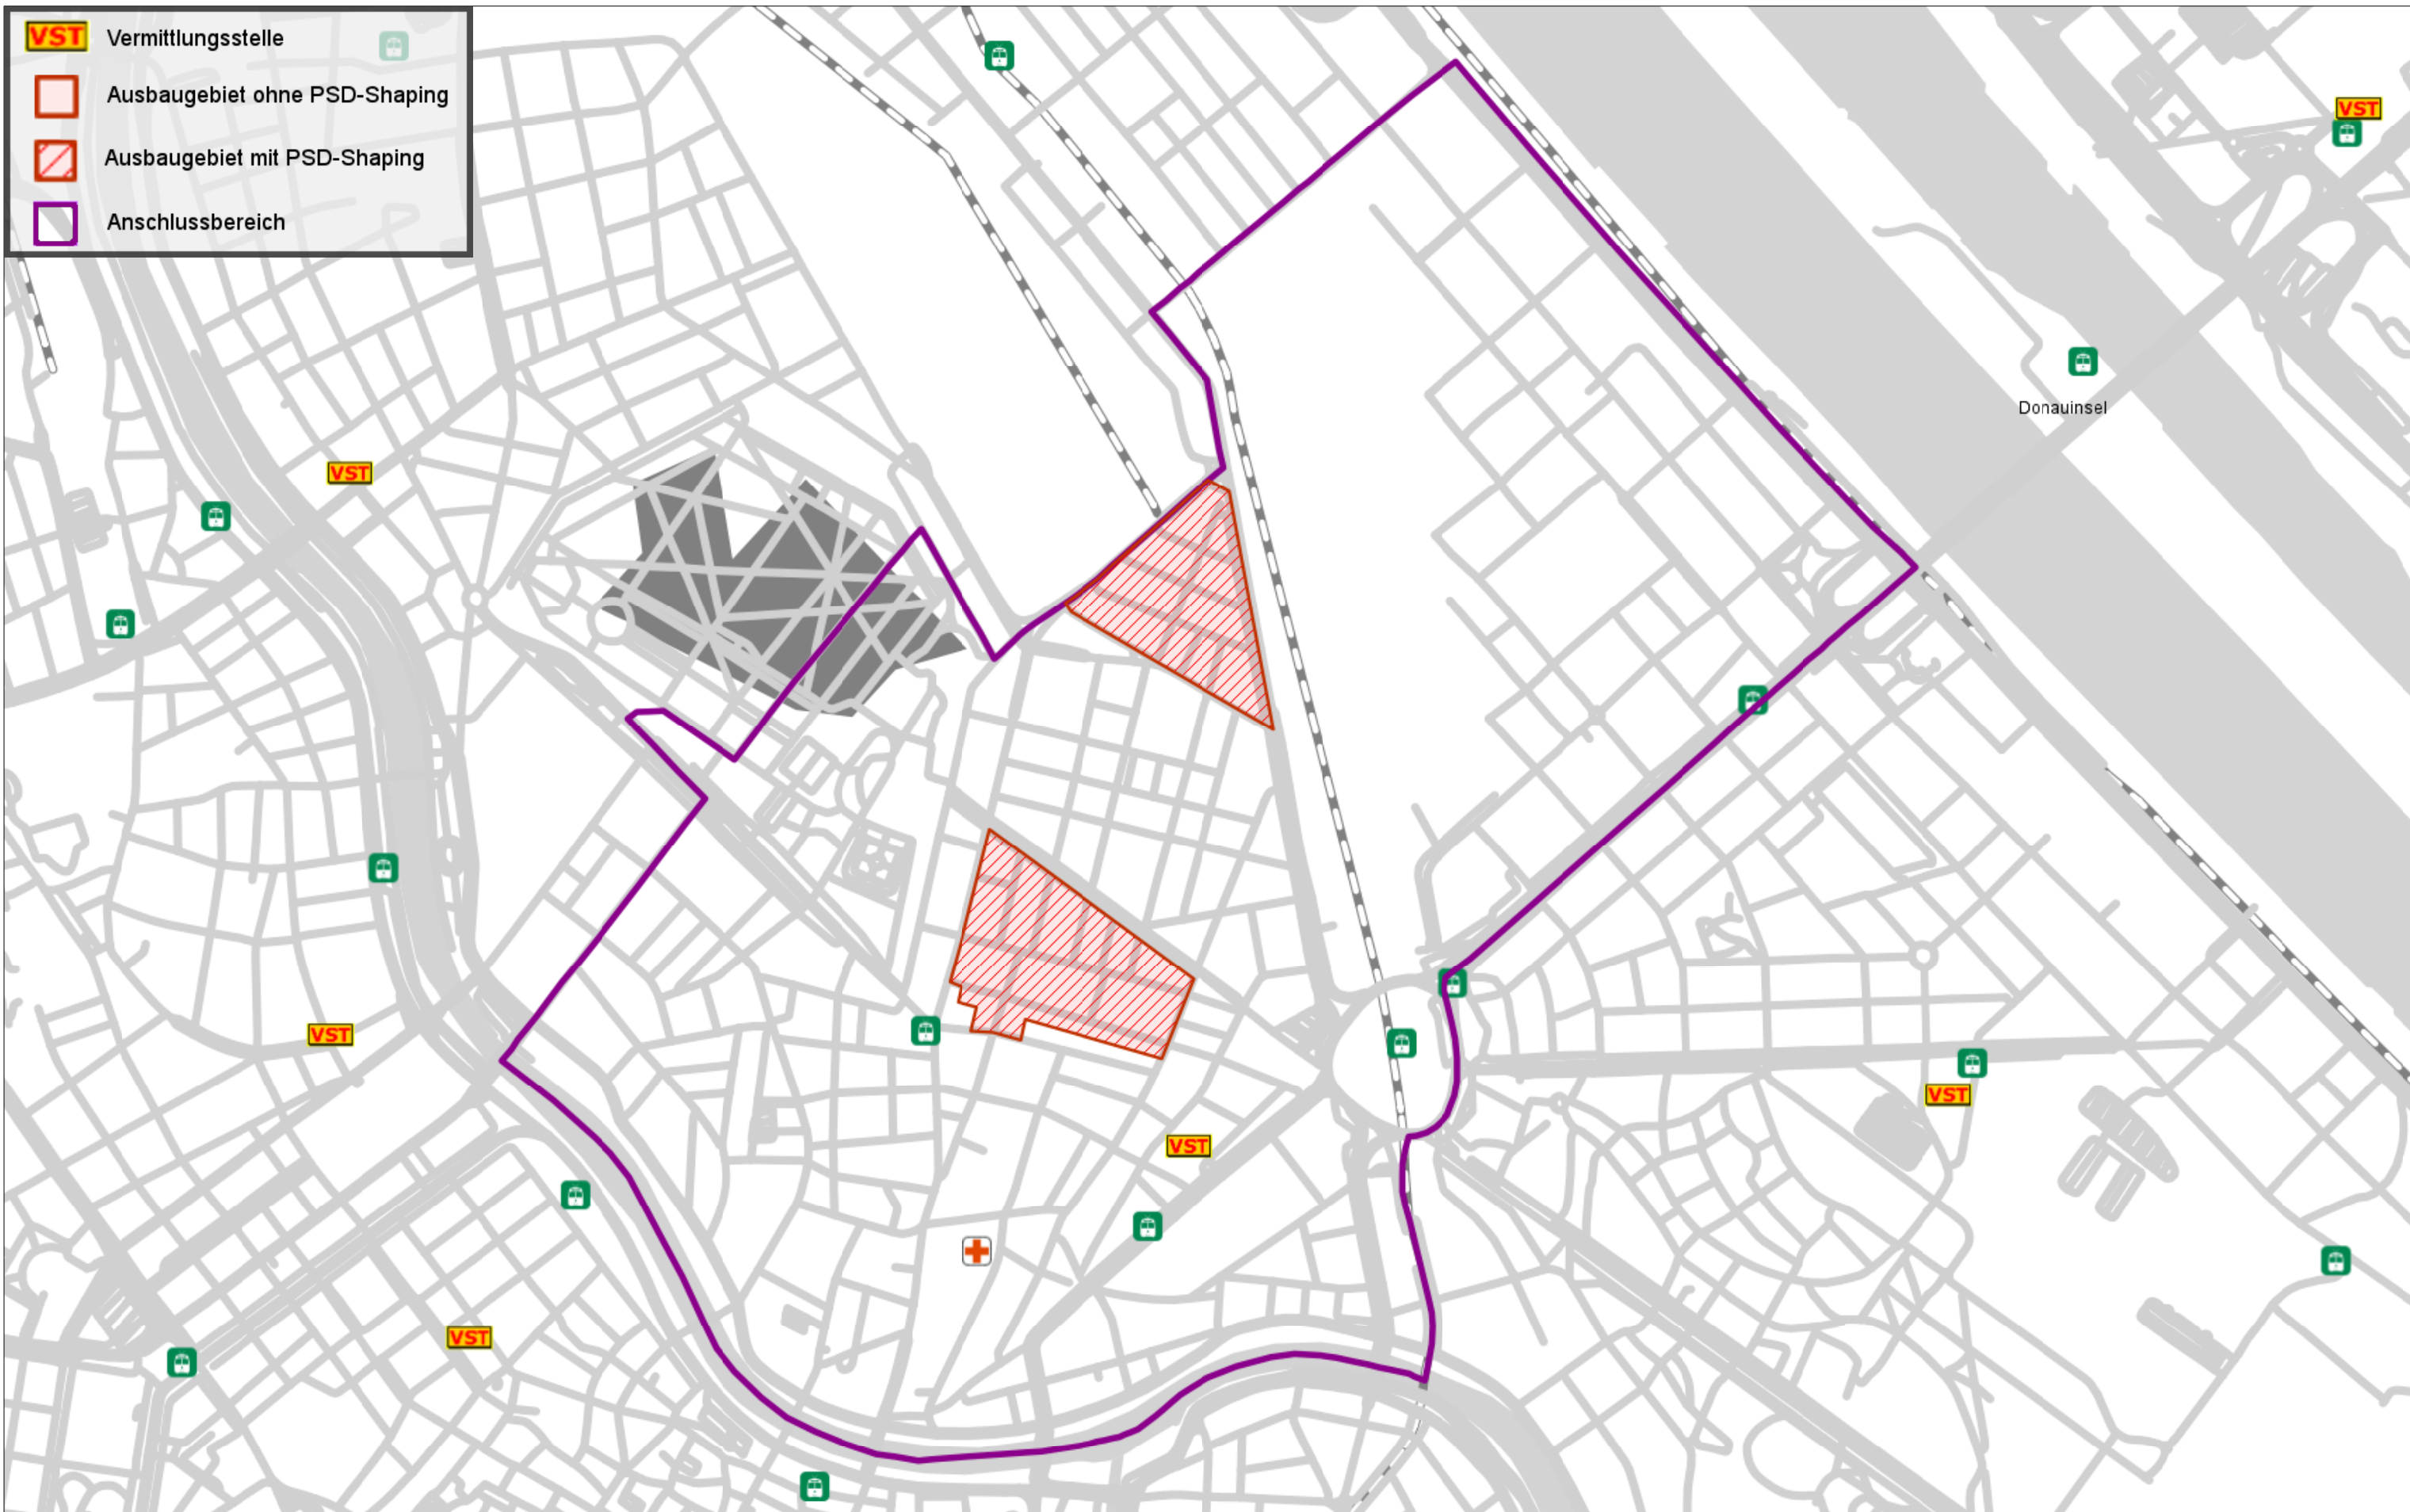 VST Vermittlungsstelle
Ausbaugebiet ohne PSD-Shaping
Ausbaugebiet mit PSD-Shaping
Anschlussbereich
VST
Donauinsel
VST
VST
VST
VST
VST